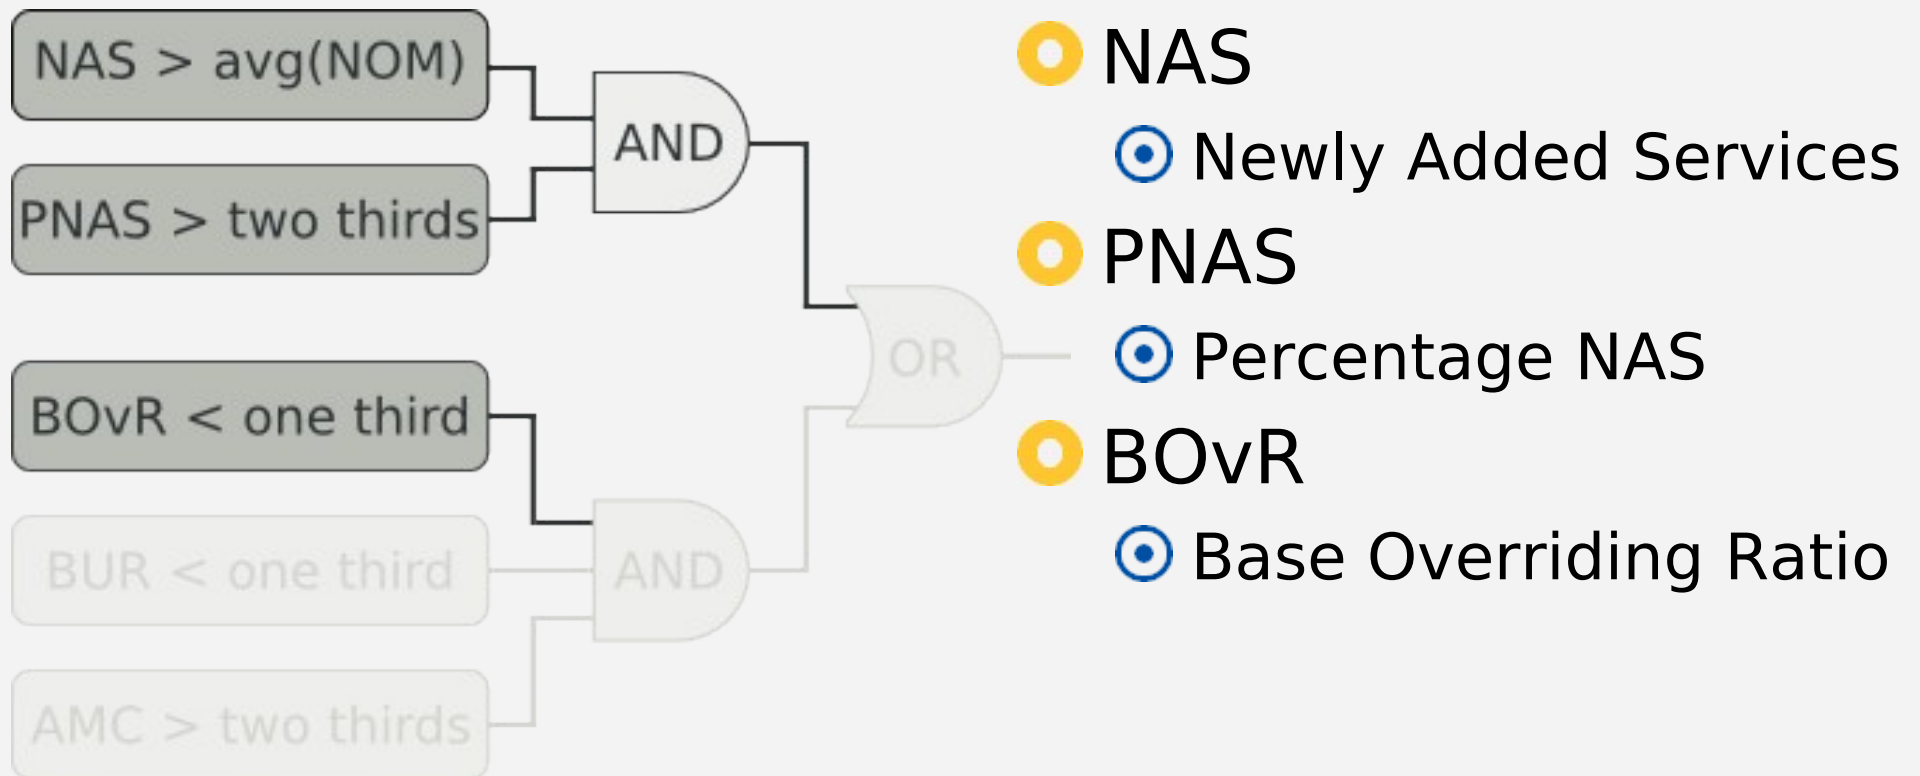 NAS > avg(NOM)
PNAS > two thirds
AND
OR
BOvR < one third
BUR < one third
AND
AMC > two thirds
NAS
Newly Added Services
PNAS
Percentage NAS
BOvR
Base Overriding Ratio